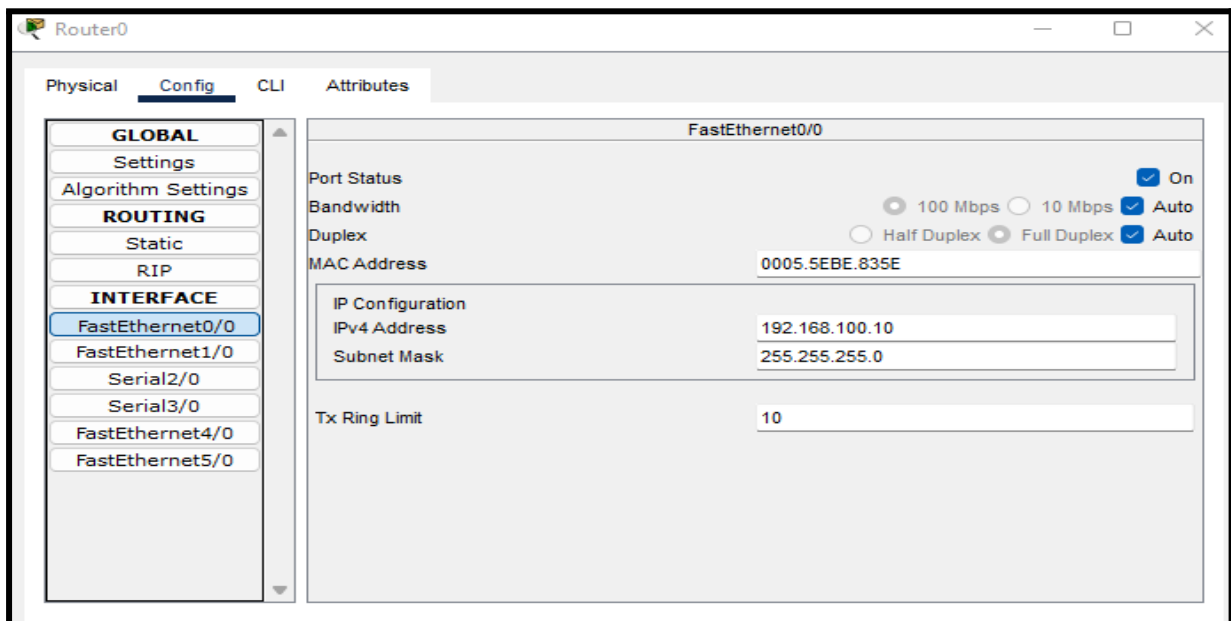 Router0
Physical Config CLI Attributes
GLOBAL
Settings
Algorithm Settings
ROUTING
Static
RIP
INTERFACE
FastEthernet0/0
FastEthernet1/0
Serial2/0
Serial3/0
FastEthernet4/0
FastEthernet5/0
FastEthernet0/0
Port Status On
Bandwidth 100 Mbps 10 Mbps Auto
Duplex Half Duplex Full Duplex Auto
MAC Address 0005.5EBE.835E
IP Configuration
IPv4 Address 192.168.100.10
Subnet Mask 255.255.255.0
Tx Ring Limit 10